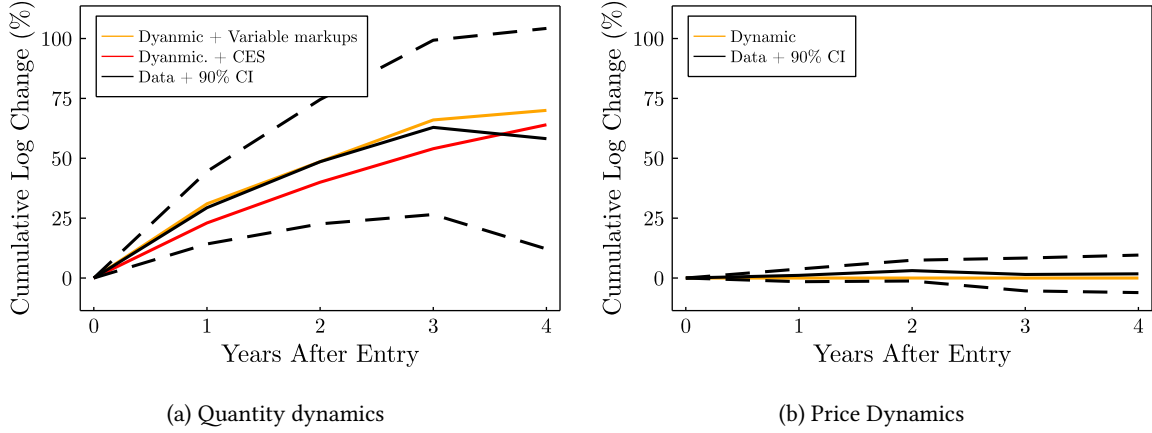 Cumulative Log Change (%)
100
75
50
25
0
Dyanmic + Variable markups
Dyanmic. + CES
Data + 90% CI
0 1 2 3 4
Years After Entry
(a) Quantity dynamics
Cumulative Log Change (%)
100
75
50
25
0
Dynamic
Data + 90% CI
0 1 2 3 4
Years After Entry
(b) Price Dynamics